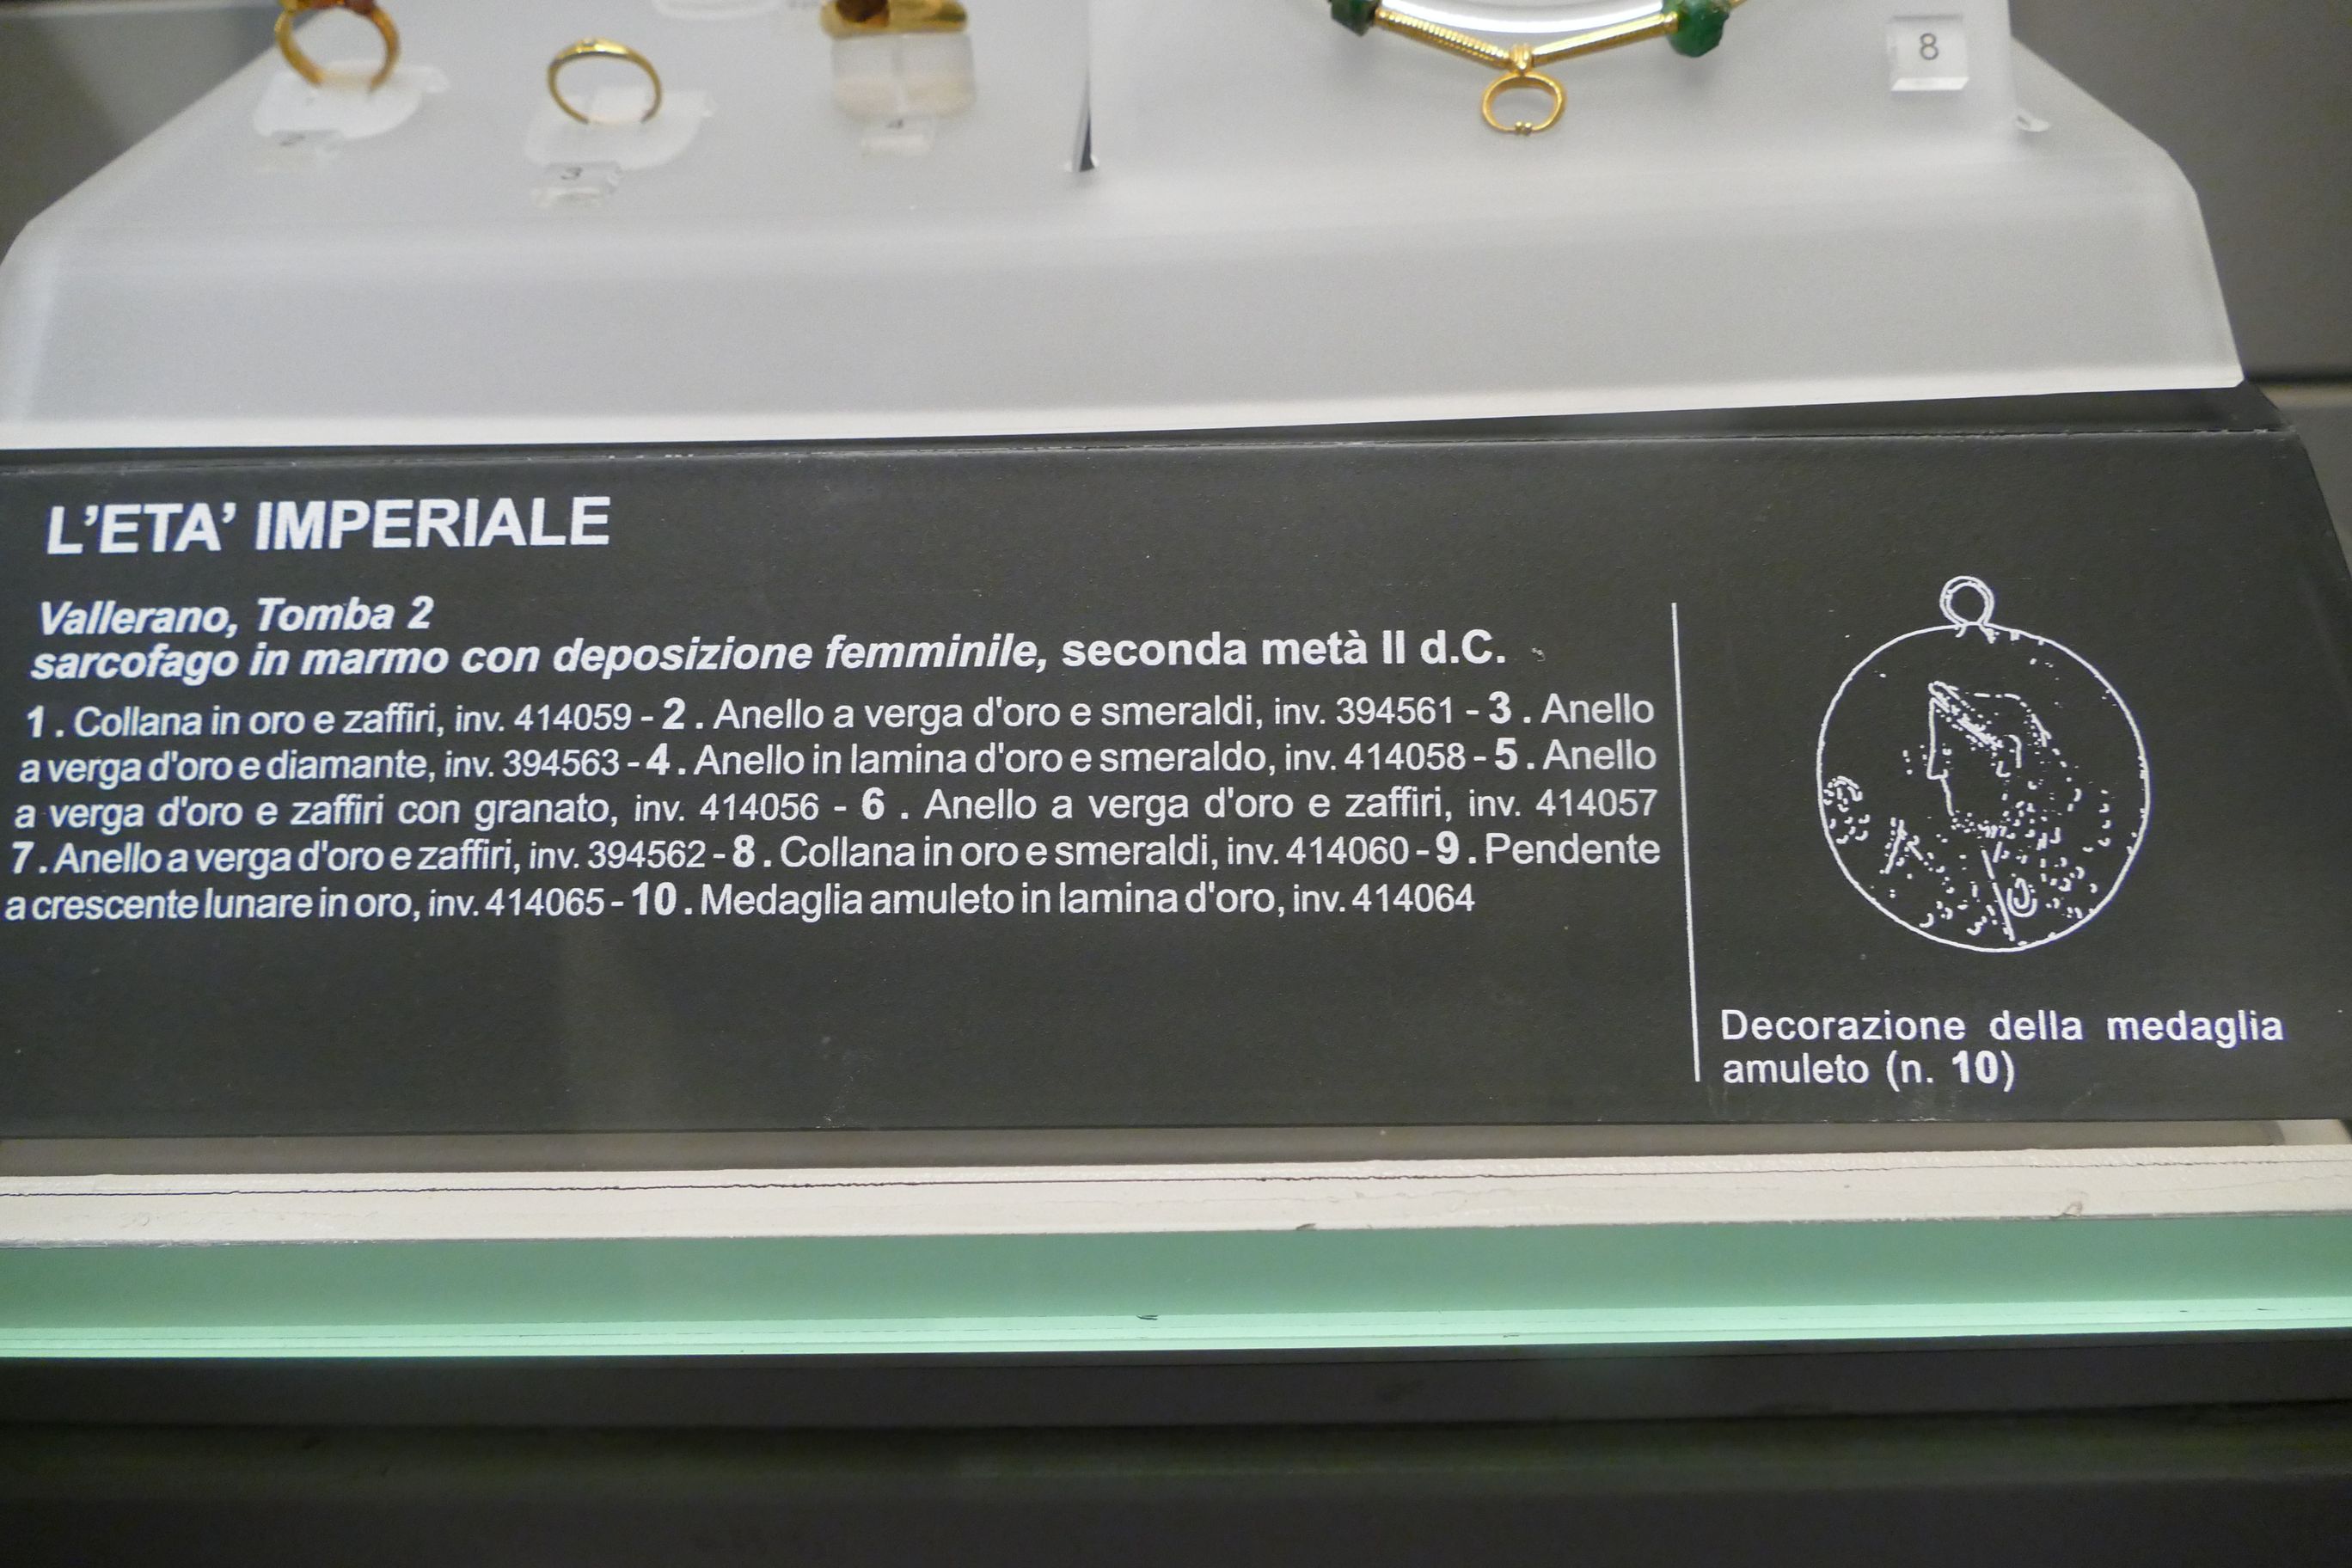 8
4
3
L'ETA' IMPERIALE
Vallerano, Tomba 2
sarcofago in marmo con deposizione femminile, seconda metà II d.C.
1. Collana in oro e zaffiri, inv. 414059 - 2. Anello a verga d'oro e smeraldi, inv. 394561 - 3. Anello
a verga d'oro e diamante, inv. 394563 - 4. Anello in lamina d'oro e smeraldo, inv. 414058 - 5. Anello
a verga d'oro e zaffiri con granato, inv. 414056 - 6. Anello a verga d'oro e zaffiri, inv. 414057
7. Anello a verga d'oro e zaffiri, inv. 394562 - 8. Collana in oro e smeraldi, inv. 414060 - 9. Pendente
a crescente lunare in oro, inv. 414065 - 10. Medaglia amuleto in lamina d'oro, inv. 414064
Decorazione della medaglia
amuleto (n. 10)